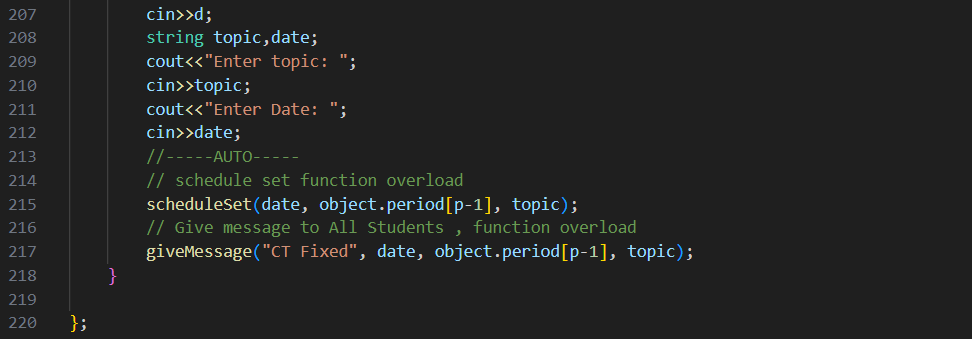 207 cin>>d;
208 string topic,date;
209 cout<<"Enter topic: ";
210 cin>>topic;
211 cout<<"Enter Date: ";
212 cin>>date;
213 //-----AUTO-----
214 // schedule set function overload
215 scheduleSet(date, object.period[p-1], topic);
216 // Give message to All Students , function overload
217 giveMessage("CT Fixed", date, object.period[p-1], topic);
218 }
219
220 };